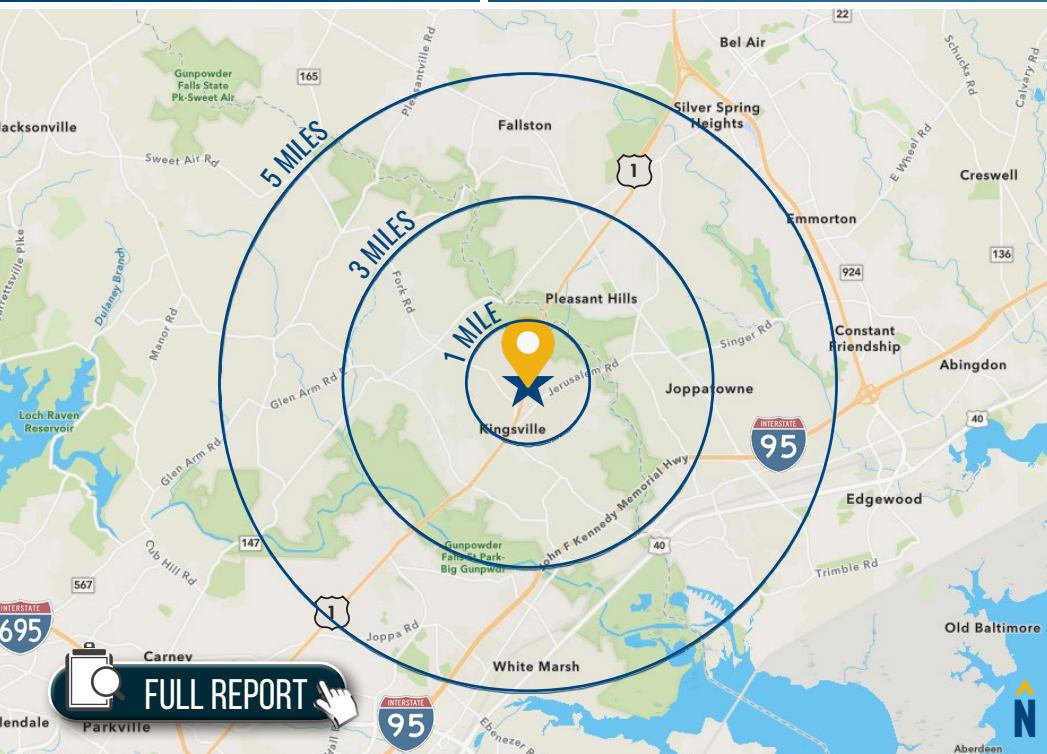 22
Bel Air
Schucks Rd
Calvary Rd
Pleasantville Rd
Gunpowder
Falls State
Pk-Sweet Air
165
Silver Spring
Heights
Jacksonville
Fallston
5 MILES
E Wheel Rd
Sweet Air Rd
1
Creswell
Emmorton
3 MILES
136
Dulaney Branch
924
Fork Rd
Pleasant Hills
1 MILE
Manor Rd
Singer Rd
Constant
Friendship
Abingdon
Jerusalem Rd
Glen Arm Rd E
Joppatowne
Loch Raven
Reservoir
Kingsville
40
INTERSTATE
95
Glen Arm Rd
John F Kennedy Memorial Hwy
Edgewood
147
Gunpowder
Falls St Park-
Big Gunpwdr
40
Cub Hill Rd
Trimble Rd
567
INTERSTATE
695
1
Joppa Rd
Old Baltimore
Carney
White Marsh
FULL REPORT
INTERSTATE
95
N
Parkville
Ebenezer R
Aberdeen